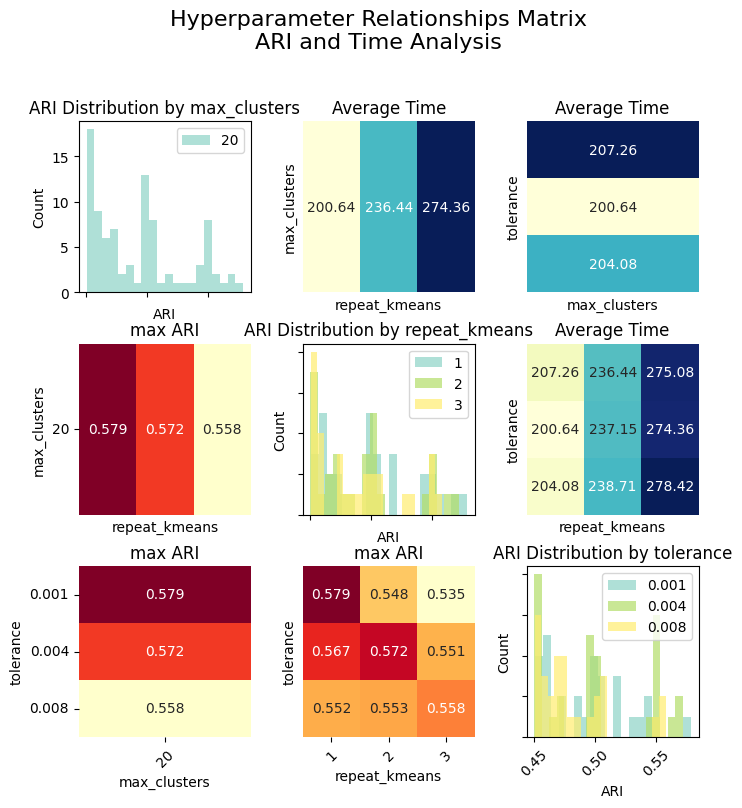 Hyperparameter Relationships Matrix
ARI and Time Analysis
ARI Distribution by max_clusters
20
15
10
5
0
Count
ARI
Average Time
max_clusters
200.64 236.44 274.36
repeat_kmeans
Average Time
tolerance
207.26
200.64
204.08
max_clusters
max ARI
max_clusters
20
0.579 0.572 0.558
repeat_kmeans
ARI Distribution by repeat_kmeans
1
2
3
Count
ARI
Average Time
tolerance
207.26 236.44 275.08
200.64 237.15 274.36
204.08 238.71 278.42
repeat_kmeans
max ARI
tolerance
0.001 0.579
0.004 0.572
0.008 0.558
20
max_clusters
max ARI
tolerance
0.579 0.548 0.535
0.567 0.572 0.551
0.552 0.553 0.558
1 2 3
repeat_kmeans
ARI Distribution by tolerance
0.001
0.004
0.008
Count
0.45 0.50 0.55
ARI